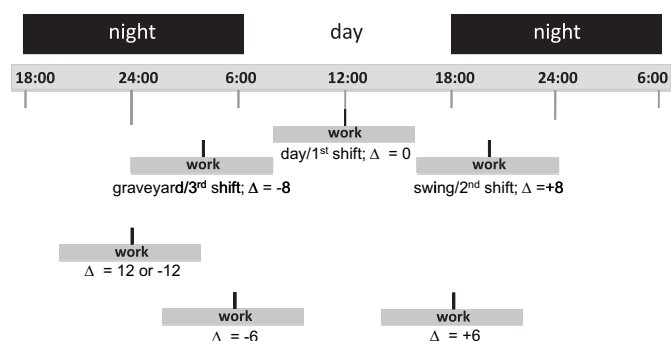 night day night
18:00 24:00 6:00 12:00 18:00 24:00 6:00
work
day/1st shift; Δ = 0
work work
graveyard/3rd shift; Δ = -8 swing/2nd shift; Δ =+8
work
Δ = 12 or -12
work work
Δ = -6 Δ = +6